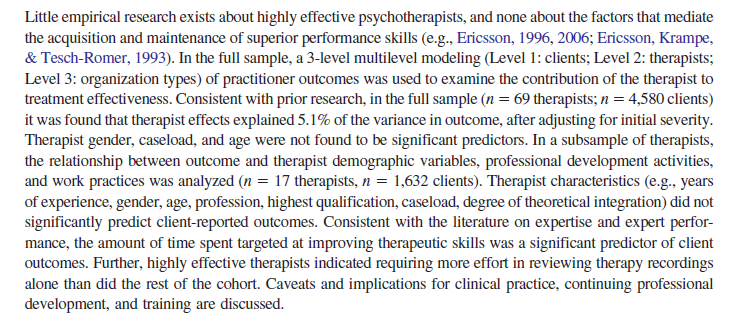 Little empirical research exists about highly effective psychotherapists, and none about the factors that mediate
the acquisition and maintenance of superior performance skills (e.g., Ericsson, 1996, 2006; Ericsson, Krampe,
& Tesch-Romer, 1993). In the full sample, a 3-level multilevel modeling (Level 1: clients; Level 2: therapists;
Level 3: organization types) of practitioner outcomes was used to examine the contribution of the therapist to
treatment effectiveness. Consistent with prior research, in the full sample (n = 69 therapists; n = 4,580 clients)
it was found that therapist effects explained 5.1% of the variance in outcome, after adjusting for initial severity.
Therapist gender, caseload, and age were not found to be significant predictors. In a subsample of therapists,
the relationship between outcome and therapist demographic variables, professional development activities,
and work practices was analyzed (n = 17 therapists, n = 1,632 clients). Therapist characteristics (e.g., years
of experience, gender, age, profession, highest qualification, caseload, degree of theoretical integration) did not
significantly predict client-reported outcomes. Consistent with the literature on expertise and expert perfor-
mance, the amount of time spent targeted at improving therapeutic skills was a significant predictor of client
outcomes. Further, highly effective therapists indicated requiring more effort in reviewing therapy recordings
alone than did the rest of the cohort. Caveats and implications for clinical practice, continuing professional
development, and training are discussed.